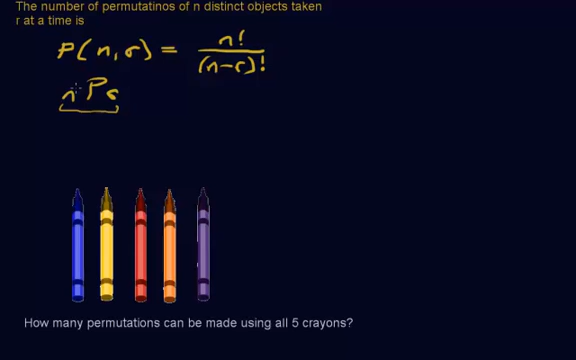 The number of permutatinos of n distinct objects taken
r at a time is
P(n,r) = n!/(n-r)!
nPr
How many permutations can be made using all 5 crayons?